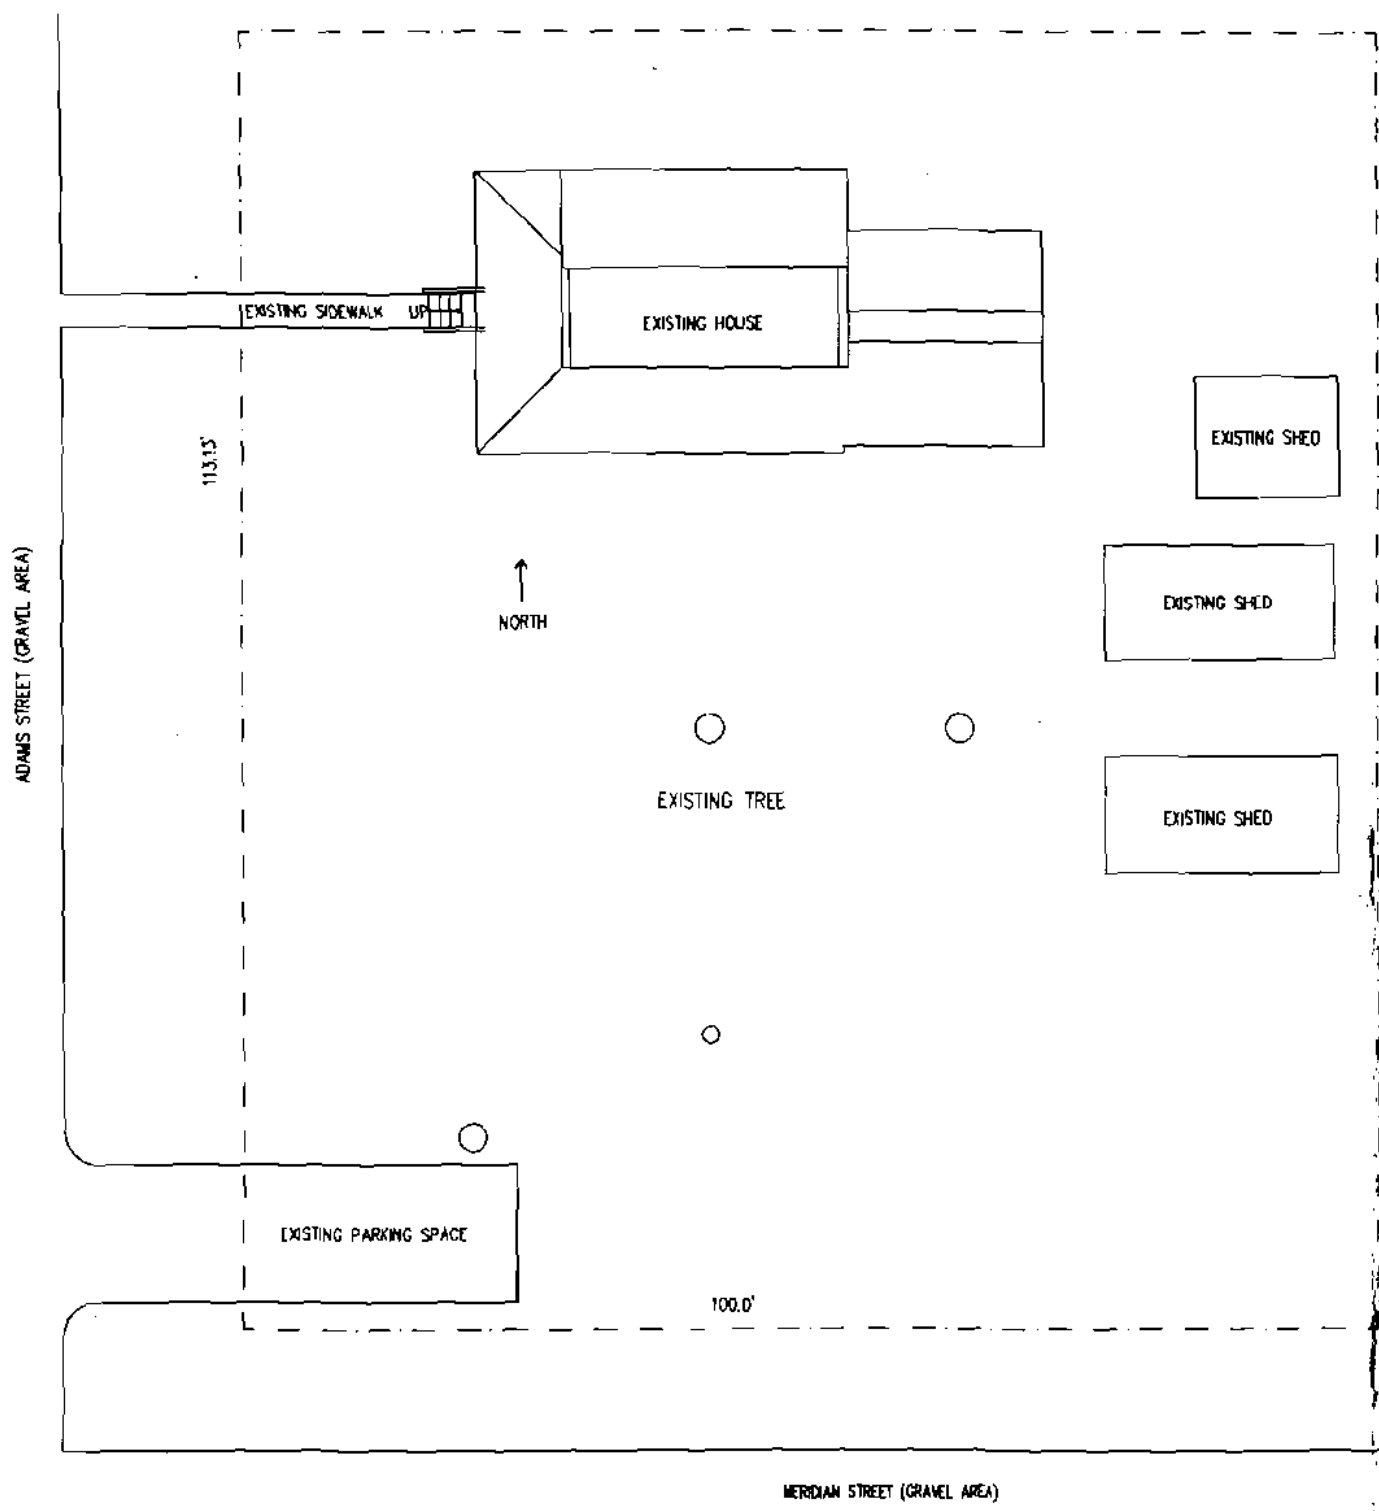 EXISTING SIDEWALK UP
EXISTING HOUSE
EXISTING SHED
113.13'
ADAMS STREET (GRAVEL AREA)
NORTH
EXISTING SHED
EXISTING TREE
EXISTING SHED
EXISTING PARKING SPACE
100.0'
MERIDIAN STREET (GRAVEL AREA)